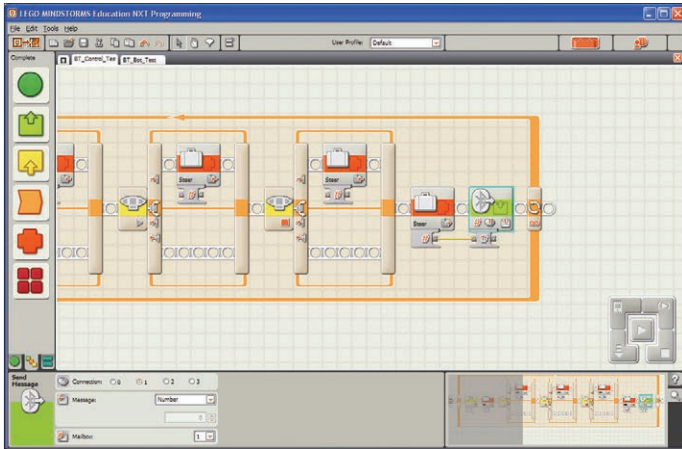 LEGO MINDSTORMS Education NXT Programming
File Edit Tools Help
User Profile: Default
Complete
BT_Control_Tes BT_Bot_Test
Steer
Steer
Steer
Send Message
Connection: 0 1 2 3
Message: Number
Mailbox: 1